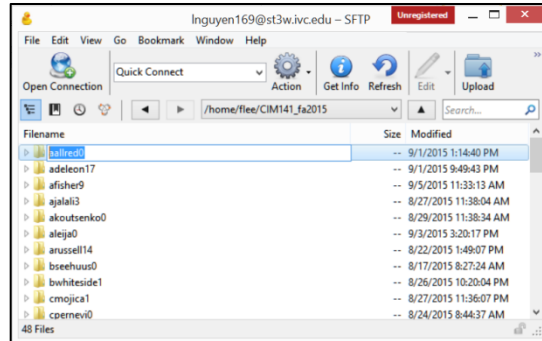 lnguyen169@st3w.ivc.edu – SFTP Unregistered
File Edit View Go Bookmark Window Help
Open Connection Quick Connect Action Get Info Refresh Edit Upload
/home/flee/CIM141_fa2015 Search...
Filename Size Modified
aallred0 -- 9/1/2015 1:14:40 PM
adeleon17 -- 9/1/2015 9:49:43 PM
afisher9 -- 9/5/2015 11:33:13 AM
ajalali3 -- 8/27/2015 11:38:04 AM
akoutsenko0 -- 8/29/2015 11:38:34 AM
aleija0 -- 9/3/2015 3:20:17 PM
arussell14 -- 8/22/2015 1:49:07 PM
bseehuus0 -- 8/17/2015 8:27:24 AM
bwhiteside1 -- 8/26/2015 10:20:04 PM
cmojica1 -- 8/27/2015 11:36:07 PM
cpernevi0 -- 8/24/2015 8:44:37 AM
48 Files